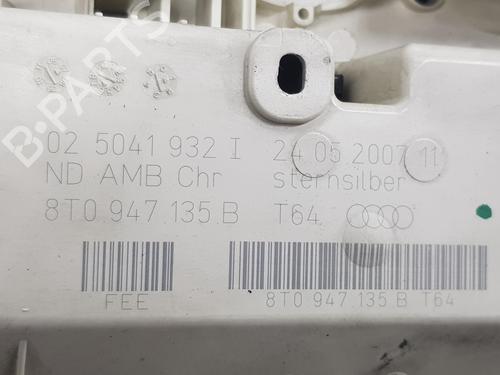 B-PARTS
02 5041 932 I 24.05.2007 11
ND AMB Chr sternsilber
8T0 947 135 B T64
FEE
8T0 947 135 B T64